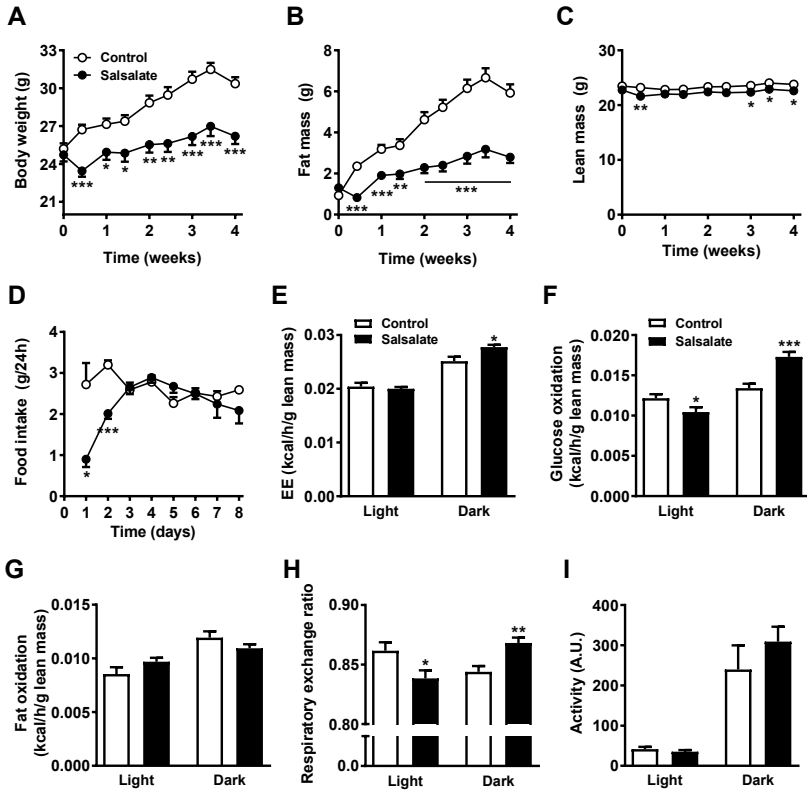 A
B
C
Control
Salsalate
Body weight (g)
33
30
27
24
21
***
*
*
**
**
***
***
***
0
1
2
3
4
Time (weeks)
Fat mass (g)
8
6
4
2
0
***
***
**
***
0
1
2
3
4
Time (weeks)
Lean mass (g)
30
20
10
0
**
*
*
*
0
1
2
3
4
Time (weeks)
D
E
F
Food intake (g/24h)
4
3
2
1
0
*
***
0
1
2
3
4
5
6
7
8
Time (days)
Control
Salsalate
EE (kcal/h/g lean mass)
0.03
0.02
0.01
0.00
*
Light
Dark
Control
Salsalate
Glucose oxidation
(kcal/h/g lean mass)
0.020
0.015
0.010
0.005
0.000
*
***
Light
Dark
G
H
I
Fat oxidation
(kcal/h/g lean mass)
0.015
0.010
0.005
0.000
Light
Dark
Respiratory exchange ratio
0.90
0.85
0.80
0.0
*
**
Light
Dark
Activity (A.U.)
400
300
200
100
0
Light
Dark